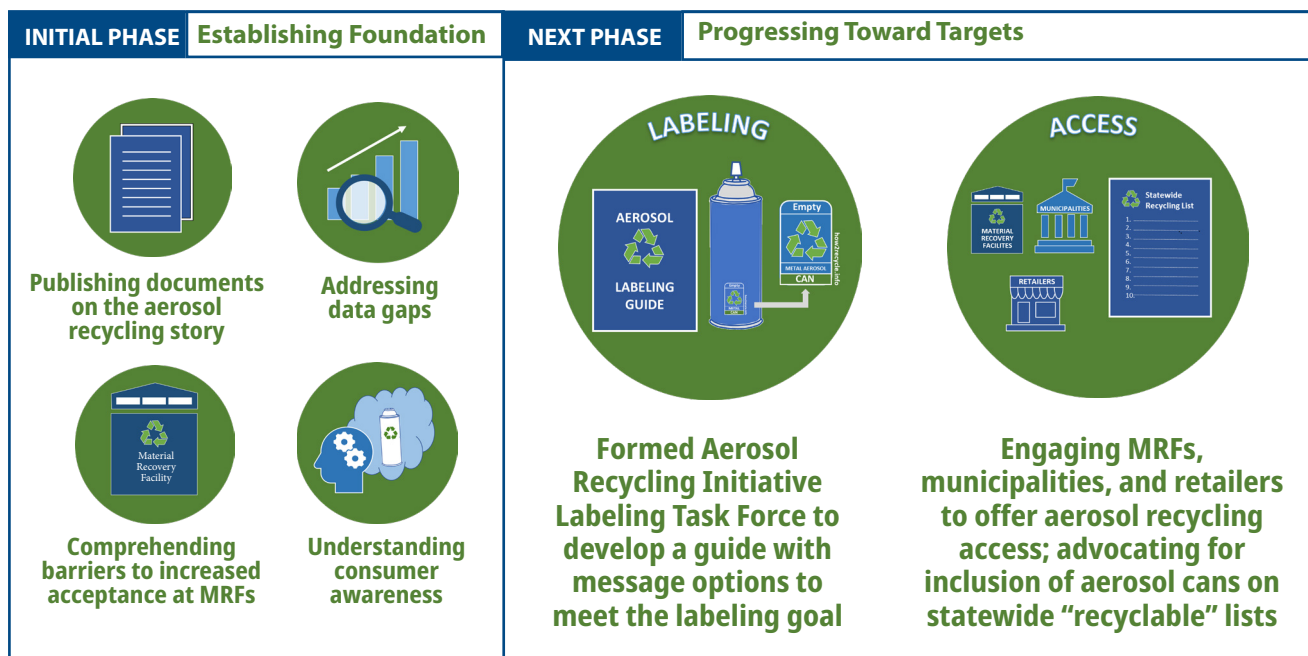 INITIAL PHASE
Establishing Foundation
Publishing documents
on the aerosol
recycling story
Addressing
data gaps
Material
Recovery
Facility
Comprehending
barriers to increased
acceptance at MRFs
Understanding
consumer
awareness
NEXT PHASE
Progressing Toward Targets
LABELING
AEROSOL
LABELING
GUIDE
Empty
METAL AEROSOL
CAN
how2recycle.info
Empty
METAL
CAN
Formed Aerosol
Recycling Initiative
Labeling Task Force to
develop a guide with
message options to
meet the labeling goal
ACCESS
MATERIAL
RECOVERY
FACILITES
MUNICIPALITIES
RETAILERS
Statewide
Recycling List
1.
2.
3.
4.
5.
6.
7.
8.
9.
10.
Engaging MRFs,
municipalities, and retailers
to offer aerosol recycling
access; advocating for
inclusion of aerosol cans on
statewide “recyclable” lists